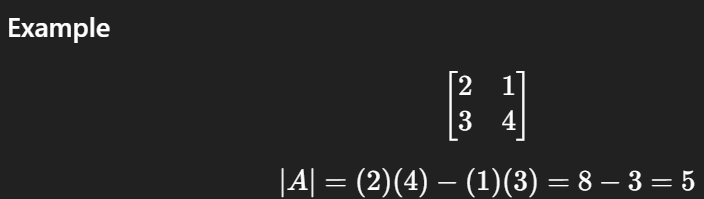 Example
[2 1]
[3 4]
|A| = (2)(4) − (1)(3) = 8 − 3 = 5